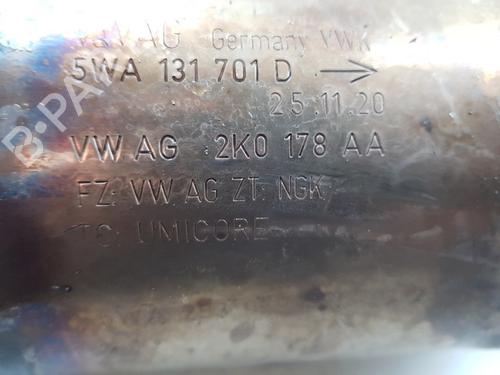 VW AG Germany VWK
5WA 131 701 D →
25.11.20
VW AG 2K0 178 AA
FZ: VW AG ZT: NGK
TC: UMICORE
B-PARTS